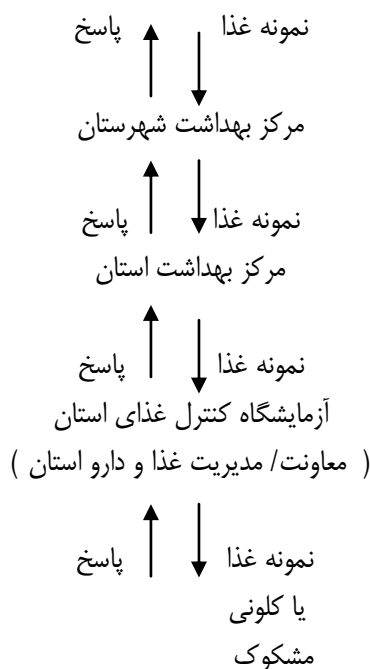 نمونه غذا پاسخ
مرکز بهداشت شهرستان
نمونه غذا پاسخ
مرکز بهداشت استان
نمونه غذا پاسخ
آزمایشگاه کنترل غذای استان
( معاونت/ مدیریت غذا و دارو استان )
نمونه غذا پاسخ
یا کلونی
مشکوک